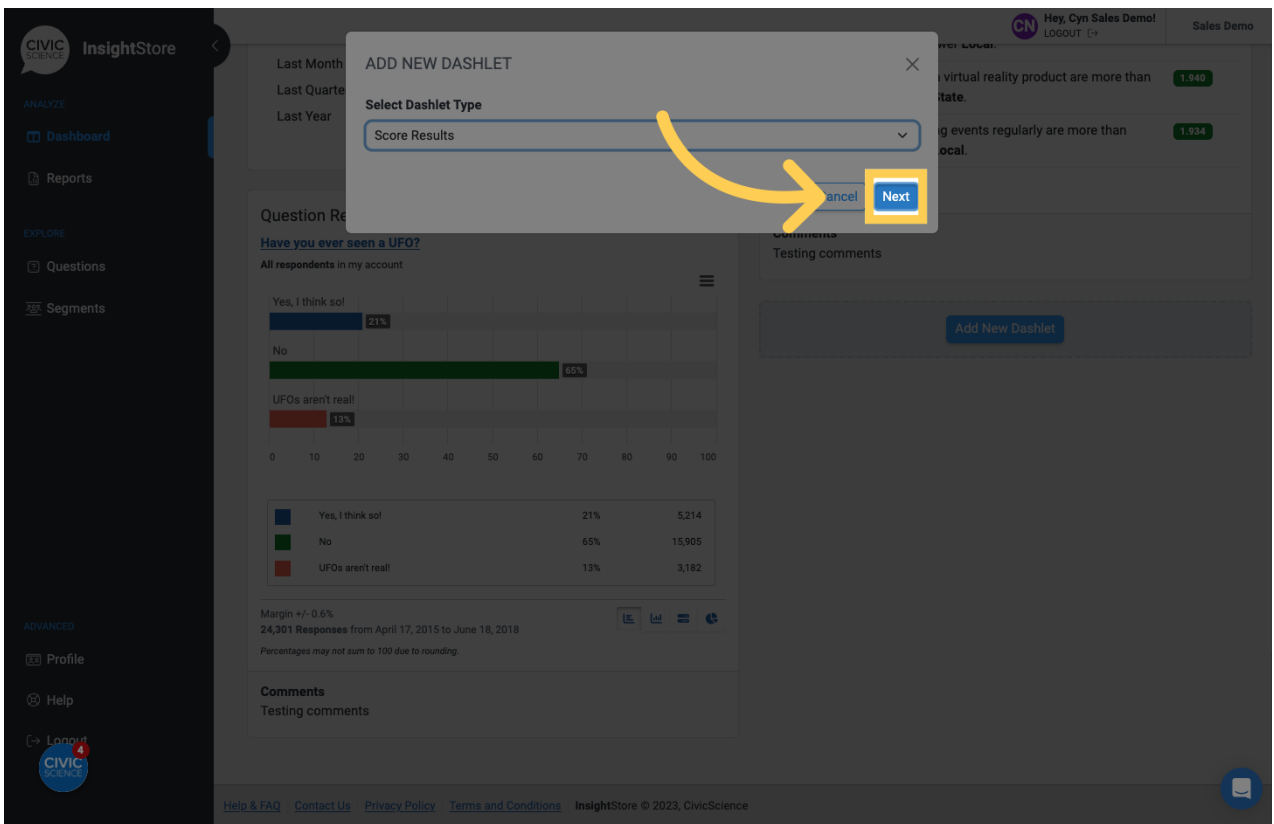 CIVIC
SCIENCE
InsightStore
ANALYZE
Dashboard
Reports
EXPLORE
Questions
Segments
ADVANCED
Profile
Help
Logout
4
CIVIC
SCIENCE
CN
Hey, Cyn Sales Demo!
LOGOUT
Sales Demo
Last Month
Last Quarte
Last Year
ADD NEW DASHLET
Select Dashlet Type
Score Results
ancel
Next
wer Local.
virtual reality product are more than
1.940
State.
g events regularly are more than
1.934
ocal.
Question Re
Have you ever seen a UFO?
All respondents in my account
Yes, I think so!
21%
No
65%
UFOs aren't real!
13%
0 10 20 30 40 50 60 70 80 90 100
Yes, I think so! 21% 5,214
No 65% 15,905
UFOs aren't real! 13% 3,182
Margin +/- 0.6%
24,301 Responses from April 17, 2015 to June 18, 2018
Percentages may not sum to 100 due to rounding.
Comments
Testing comments
Comments
Testing comments
Add New Dashlet
Help & FAQ Contact Us Privacy Policy Terms and Conditions InsightStore © 2023, CivicScience